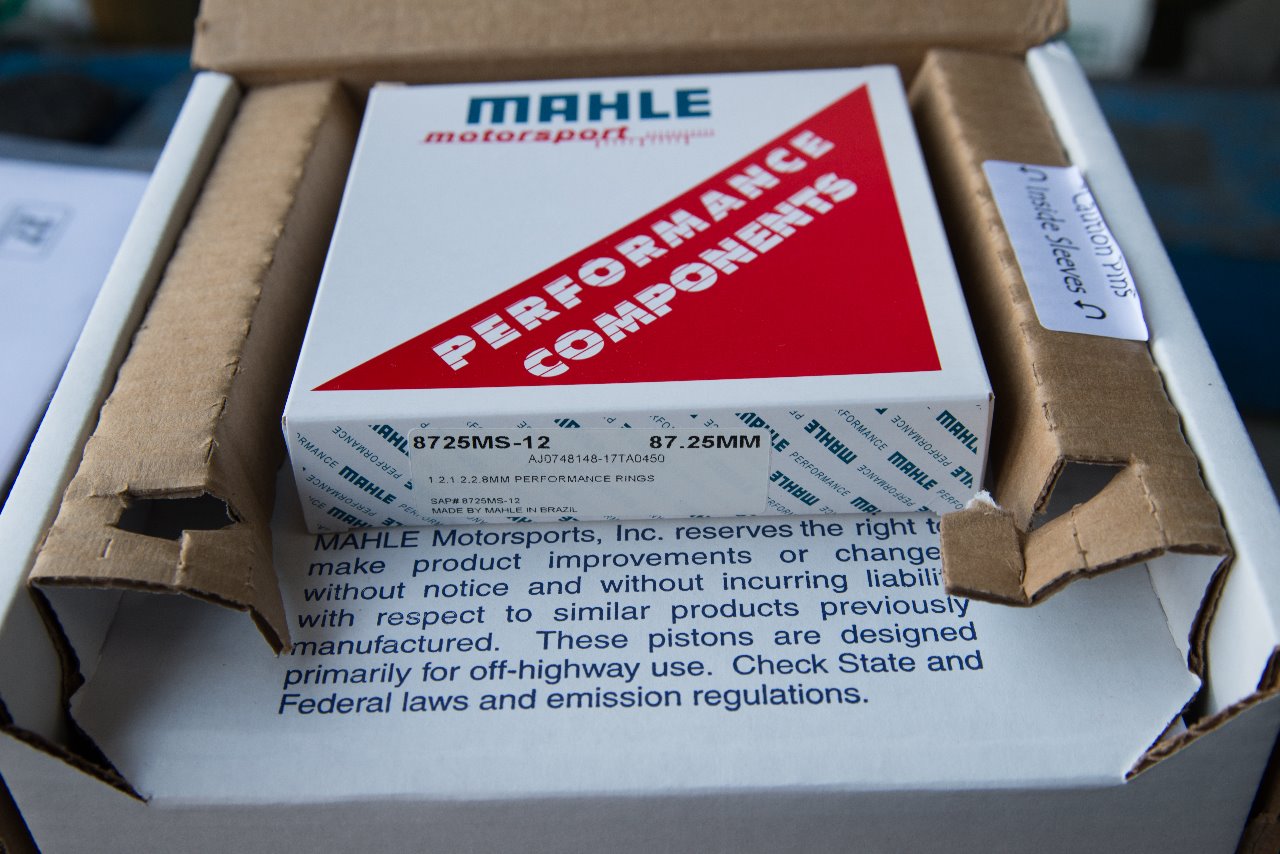 MAHLE
motorsport
PERFORMANCE
COMPONENTS
Caution Pins
Inside Sleeves
8725MS-12 87.25MM
AJ0748148-17TA0450
1.2,1.2,2.8MM PERFORMANCE RINGS
SAP# 8725MS-12
MADE BY MAHLE IN BRAZIL
MAHLE Motorsports, Inc. reserves the right to
make product improvements or change
without notice and without incurring liabili
with respect to similar products previously
manufactured. These pistons are designed
primarily for off-highway use. Check State and
Federal laws and emission regulations.